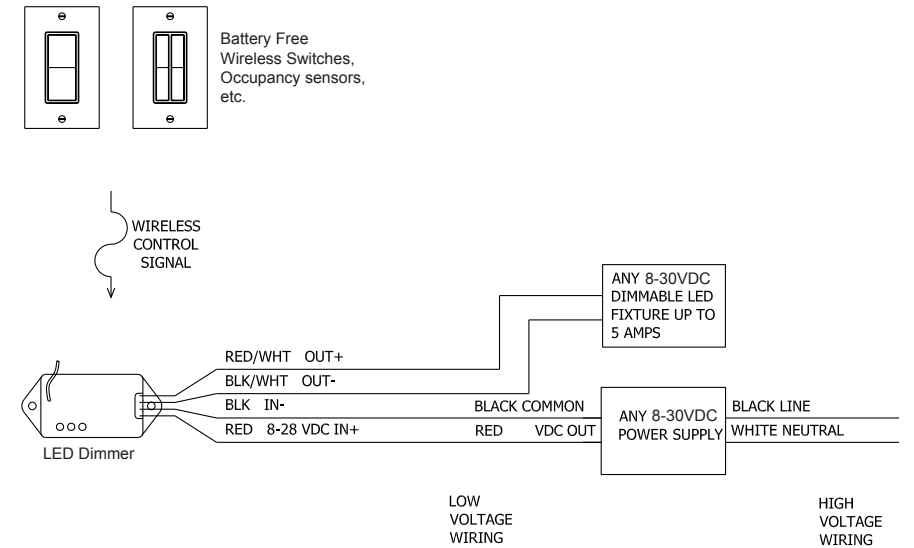 Battery Free
Wireless Switches,
Occupancy sensors,
etc.
WIRELESS
CONTROL
SIGNAL
ANY 8-30VDC
DIMMABLE LED
FIXTURE UP TO
5 AMPS
RED/WHT OUT+
BLK/WHT OUT-
BLK IN-
RED 8-28 VDC IN+
BLACK COMMON
RED VDC OUT
ANY 8-30VDC
POWER SUPPLY
BLACK LINE
WHITE NEUTRAL
LED Dimmer
LOW
VOLTAGE
WIRING
HIGH
VOLTAGE
WIRING